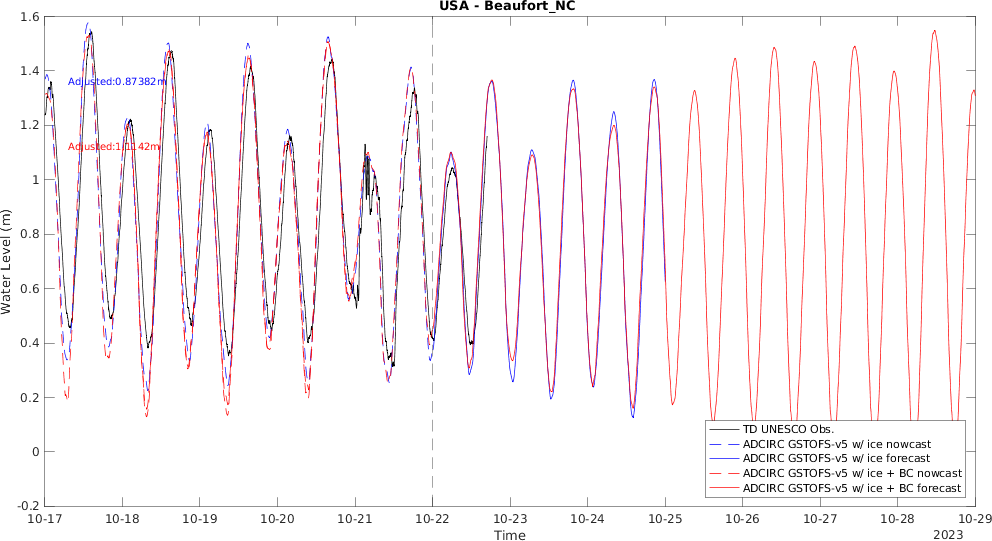 USA - Beaufort_NC
1.6
1.4
1.2
1
0.8
0.6
0.4
0.2
0
-0.2
Water Level (m)
Adjusted:0.87382m
Adjusted:1.1142m
TD UNESCO Obs.
ADCIRC GSTOFS-v5 w/ ice nowcast
ADCIRC GSTOFS-v5 w/ ice forecast
ADCIRC GSTOFS-v5 w/ ice + BC nowcast
ADCIRC GSTOFS-v5 w/ ice + BC forecast
10-17 10-18 10-19 10-20 10-21 10-22 10-23 10-24 10-25 10-26 10-27 10-28 10-29
Time
2023